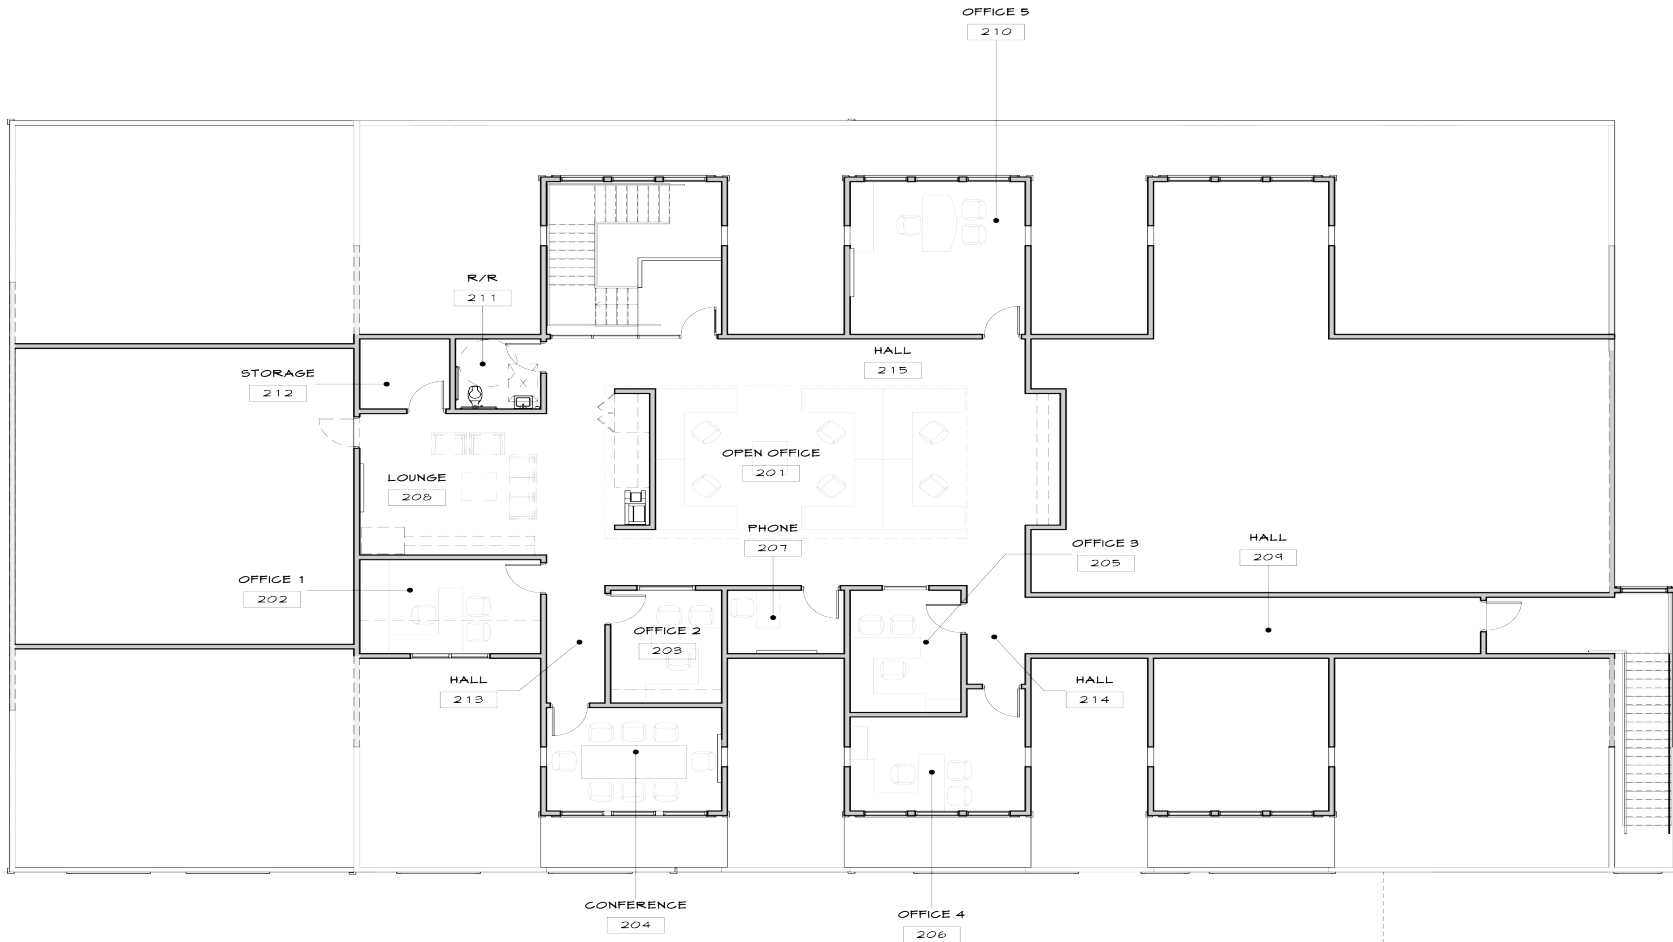 OFFICE 5
210
R/R
211
HALL
215
STORAGE
212
OPEN OFFICE
201
LOUNGE
208
PHONE
207
OFFICE 3
205
HALL
209
OFFICE 1
202
OFFICE 2
203
HALL
213
HALL
214
CONFERENCE
204
OFFICE 4
206